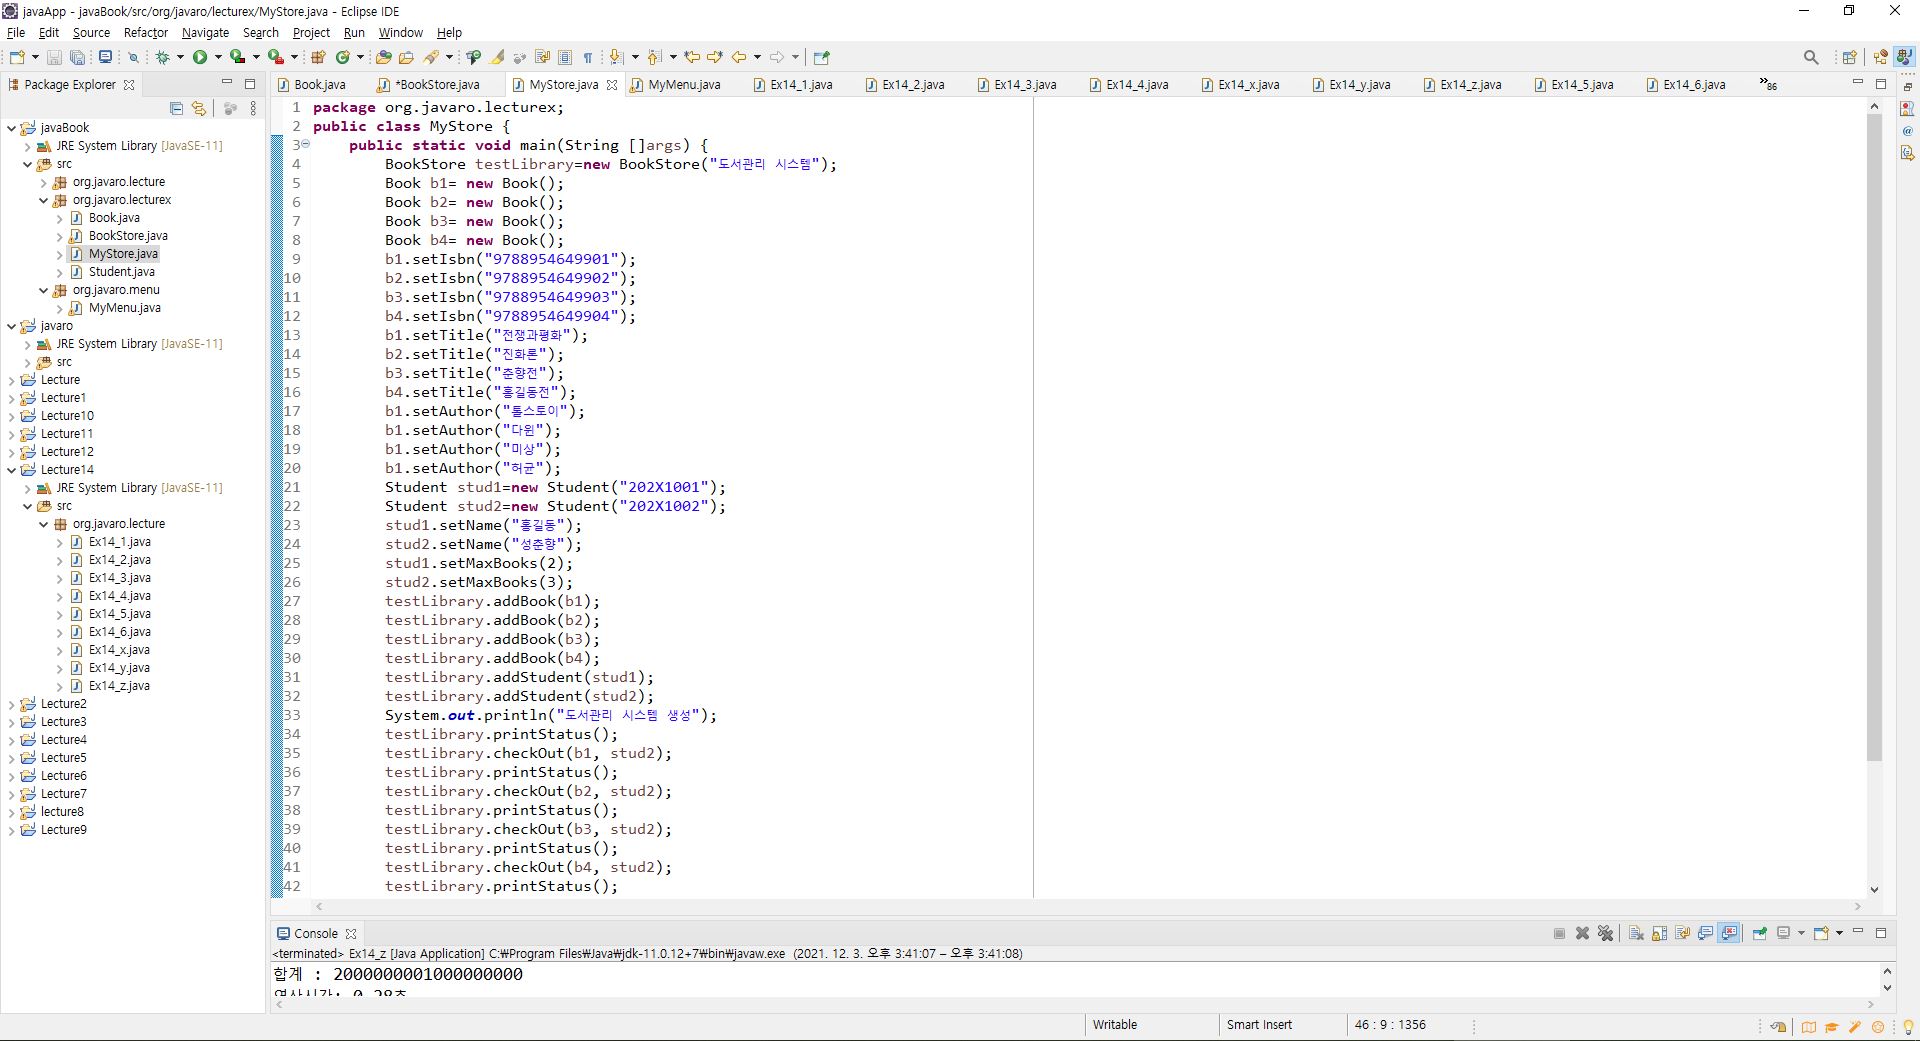 javaApp - javaBook/src/org/javaro/lecturex/MyStore.java - Eclipse IDE
File Edit Source Refactor Navigate Search Project Run Window Help
Package Explorer
Book.java *BookStore.java MyStore.java MyMenu.java Ex14_1.java Ex14_2.java Ex14_3.java Ex14_4.java Ex14_x.java Ex14_y.java Ex14_z.java Ex14_5.java Ex14_6.java »86
javaBook
JRE System Library [JavaSE-11]
src
org.javaro.lecture
org.javaro.lecturex
Book.java
BookStore.java
MyStore.java
Student.java
org.javaro.menu
MyMenu.java
javaro
JRE System Library [JavaSE-11]
src
Lecture
Lecture1
Lecture10
Lecture11
Lecture12
Lecture14
JRE System Library [JavaSE-11]
src
org.javaro.lecture
Ex14_1.java
Ex14_2.java
Ex14_3.java
Ex14_4.java
Ex14_5.java
Ex14_6.java
Ex14_x.java
Ex14_y.java
Ex14_z.java
Lecture2
Lecture3
Lecture4
Lecture5
Lecture6
Lecture7
lecture8
Lecture9
1 package org.javaro.lecturex;
2 public class MyStore {
3 public static void main(String []args) {
4 BookStore testLibrary=new BookStore("도서관리 시스템");
5 Book b1= new Book();
6 Book b2= new Book();
7 Book b3= new Book();
8 Book b4= new Book();
9 b1.setIsbn("9788954649901");
10 b2.setIsbn("9788954649902");
11 b3.setIsbn("9788954649903");
12 b4.setIsbn("9788954649904");
13 b1.setTitle("전쟁과평화");
14 b2.setTitle("진화론");
15 b3.setTitle("춘향전");
16 b4.setTitle("홍길동전");
17 b1.setAuthor("톨스토이");
18 b1.setAuthor("다윈");
19 b1.setAuthor("미상");
20 b1.setAuthor("허균");
21 Student stud1=new Student("202X1001");
22 Student stud2=new Student("202X1002");
23 stud1.setName("홍길동");
24 stud2.setName("성춘향");
25 stud1.setMaxBooks(2);
26 stud2.setMaxBooks(3);
27 testLibrary.addBook(b1);
28 testLibrary.addBook(b2);
29 testLibrary.addBook(b3);
30 testLibrary.addBook(b4);
31 testLibrary.addStudent(stud1);
32 testLibrary.addStudent(stud2);
33 System.out.println("도서관리 시스템 생성");
34 testLibrary.printStatus();
35 testLibrary.checkOut(b1, stud2);
36 testLibrary.printStatus();
37 testLibrary.checkOut(b2, stud2);
38 testLibrary.printStatus();
39 testLibrary.checkOut(b3, stud2);
40 testLibrary.printStatus();
41 testLibrary.checkOut(b4, stud2);
42 testLibrary.printStatus();
Console
<terminated> Ex14_z [Java Application] C:₩Program Files₩Java₩jdk-11.0.12+7₩bin₩javaw.exe (2021. 12. 3. 오후 3:41:07 – 오후 3:41:08)
합계 : 2000000001000000000
연산시간: 0.28초
Writable Smart Insert 46 : 9 : 1356